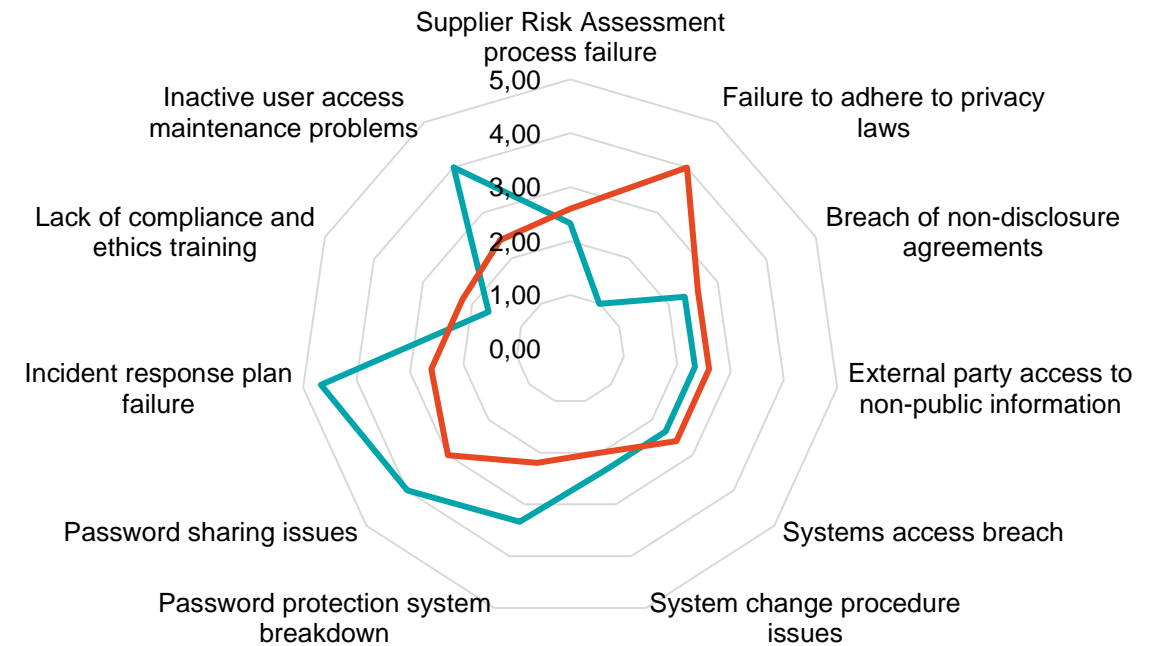 Supplier Risk Assessment
process failure
5,00
4,00
3,00
2,00
1,00
0,00
Failure to adhere to privacy
laws
Breach of non-disclosure
agreements
External party access to
non-public information
Systems access breach
System change procedure
issues
Password protection system
breakdown
Password sharing issues
Incident response plan
failure
Lack of compliance and
ethics training
Inactive user access
maintenance problems